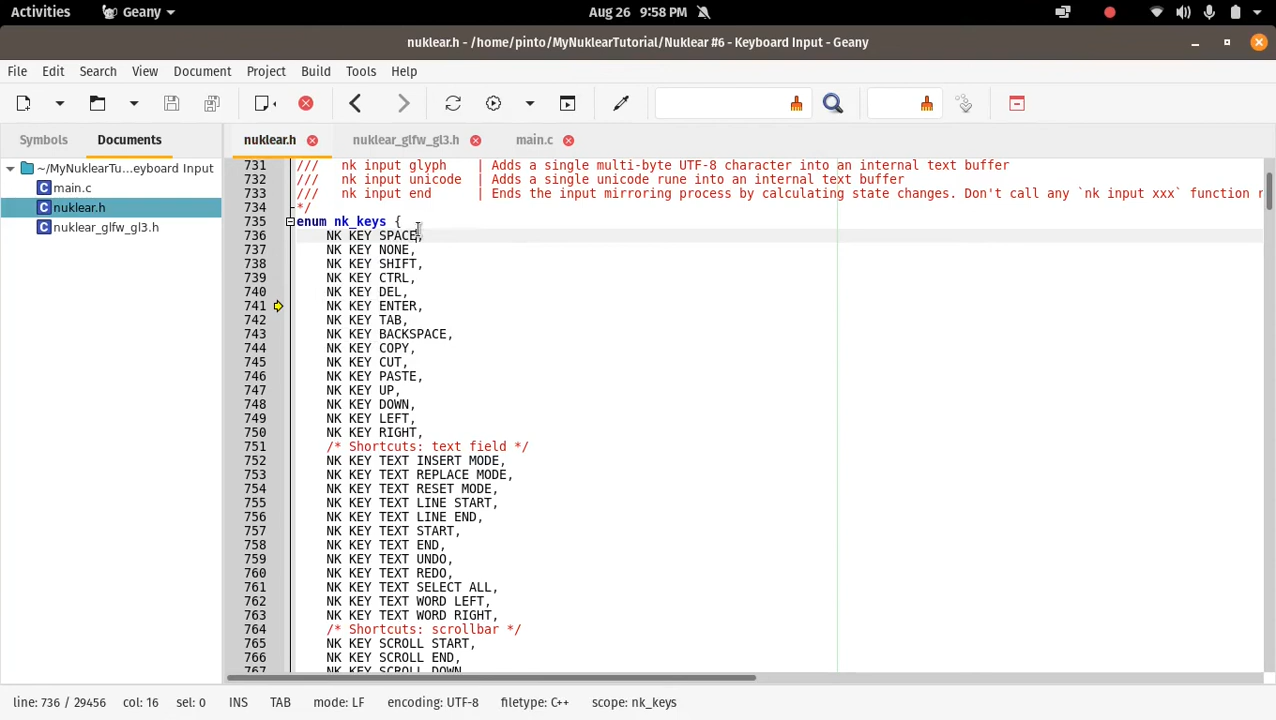 Activities Geany Aug 26 9:58 PM
nuklear.h - /home/pinto/MyNuklearTutorial/Nuklear #6 - Keyboard Input - Geany
File Edit Search View Document Project Build Tools Help
Symbols Documents nuklear.h nuklear_glfw_gl3.h main.c
~/MyNuklearTu...eyboard Input
main.c
nuklear.h
nuklear_glfw_gl3.h
731 /// nk input glyph | Adds a single multi-byte UTF-8 character into an internal text buffer
732 /// nk input unicode | Adds a single unicode rune into an internal text buffer
733 /// nk input end | Ends the input mirroring process by calculating state changes. Don't call any `nk input xxx` function
734 */
735 enum nk_keys {
736 NK KEY SPACE,
737 NK KEY NONE,
738 NK KEY SHIFT,
739 NK KEY CTRL,
740 NK KEY DEL,
741 NK KEY ENTER,
742 NK KEY TAB,
743 NK KEY BACKSPACE,
744 NK KEY COPY,
745 NK KEY CUT,
746 NK KEY PASTE,
747 NK KEY UP,
748 NK KEY DOWN,
749 NK KEY LEFT,
750 NK KEY RIGHT,
751 /* Shortcuts: text field */
752 NK KEY TEXT INSERT MODE,
753 NK KEY TEXT REPLACE MODE,
754 NK KEY TEXT RESET MODE,
755 NK KEY TEXT LINE START,
756 NK KEY TEXT LINE END,
757 NK KEY TEXT START,
758 NK KEY TEXT END,
759 NK KEY TEXT UNDO,
760 NK KEY TEXT REDO,
761 NK KEY TEXT SELECT ALL,
762 NK KEY TEXT WORD LEFT,
763 NK KEY TEXT WORD RIGHT,
764 /* Shortcuts: scrollbar */
765 NK KEY SCROLL START,
766 NK KEY SCROLL END,
767 NK KEY SCROLL DOWN
line: 736 / 29456 col: 16 sel: 0 INS TAB mode: LF encoding: UTF-8 filetype: C++ scope: nk_keys